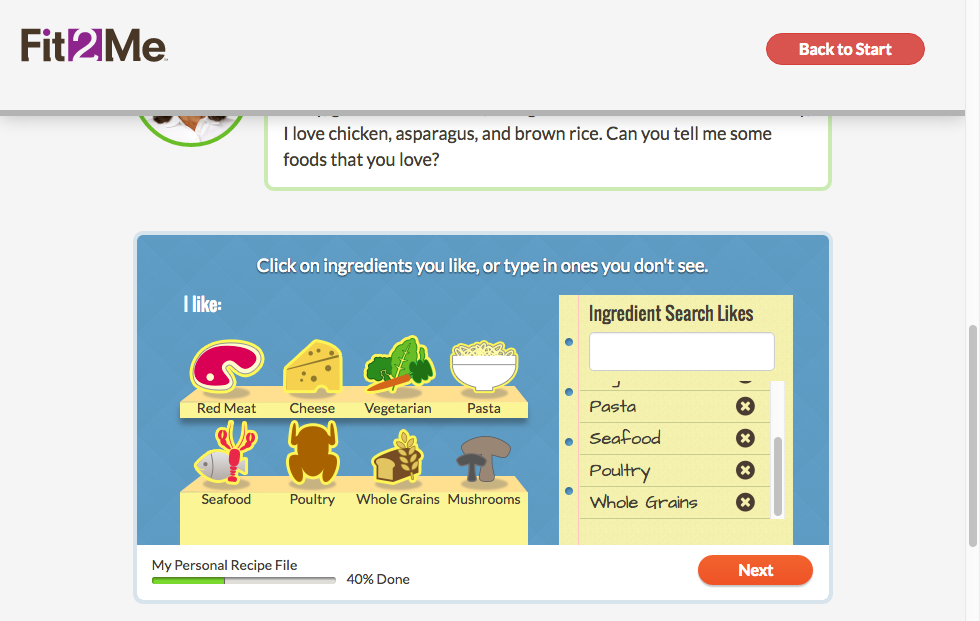 Fit2Me
Back to Start
I love chicken, asparagus, and brown rice. Can you tell me some
foods that you love?
Click on ingredients you like, or type in ones you don't see.
I like:
Ingredient Search Likes
Red Meat Cheese Vegetarian Pasta
Seafood Poultry Whole Grains Mushrooms
Pasta
Seafood
Poultry
Whole Grains
My Personal Recipe File
40% Done
Next